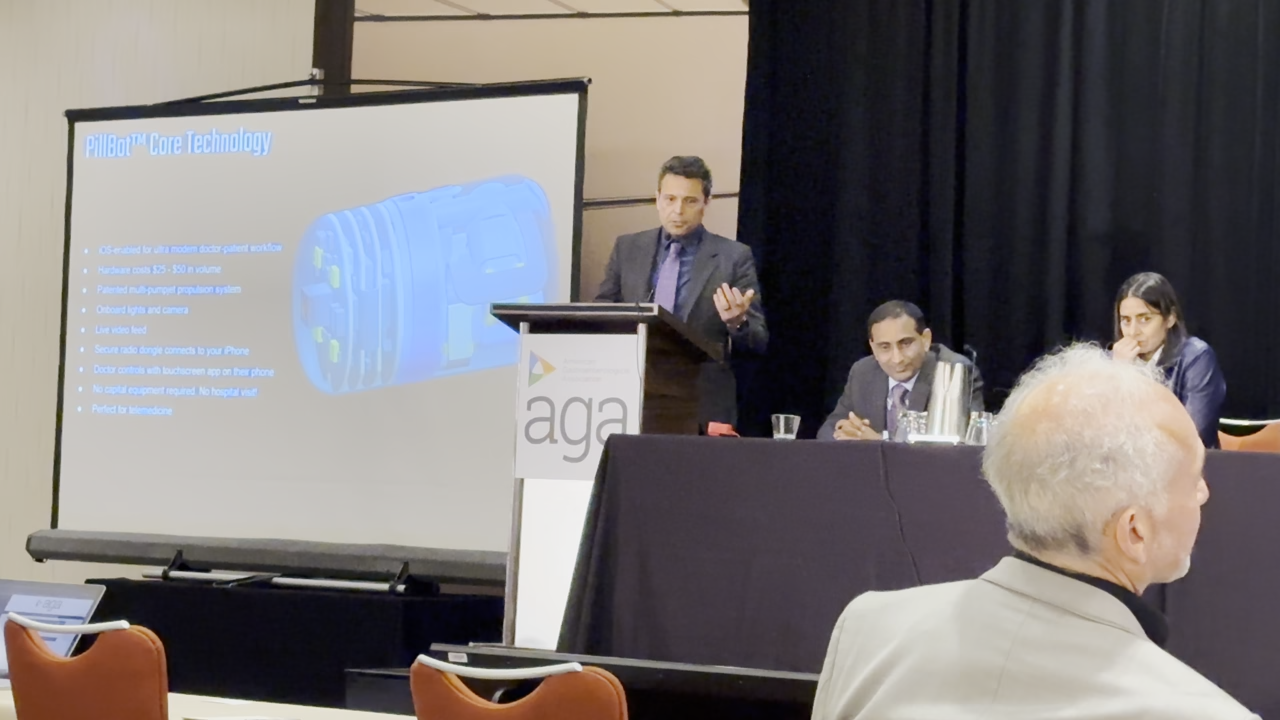 PillBot™ Core Technology
iOS-enabled for ultra modern doctor-patient workflow
Hardware costs $25 - $50 in volume
Patented multi-pumpjet propulsion system
Onboard lights and camera
Live video feed
Secure radio dongle connects to your iPhone
Doctor controls with touchscreen app on their phone
No capital equipment required. No hospital visit!
Perfect for telemedicine
aga
aga